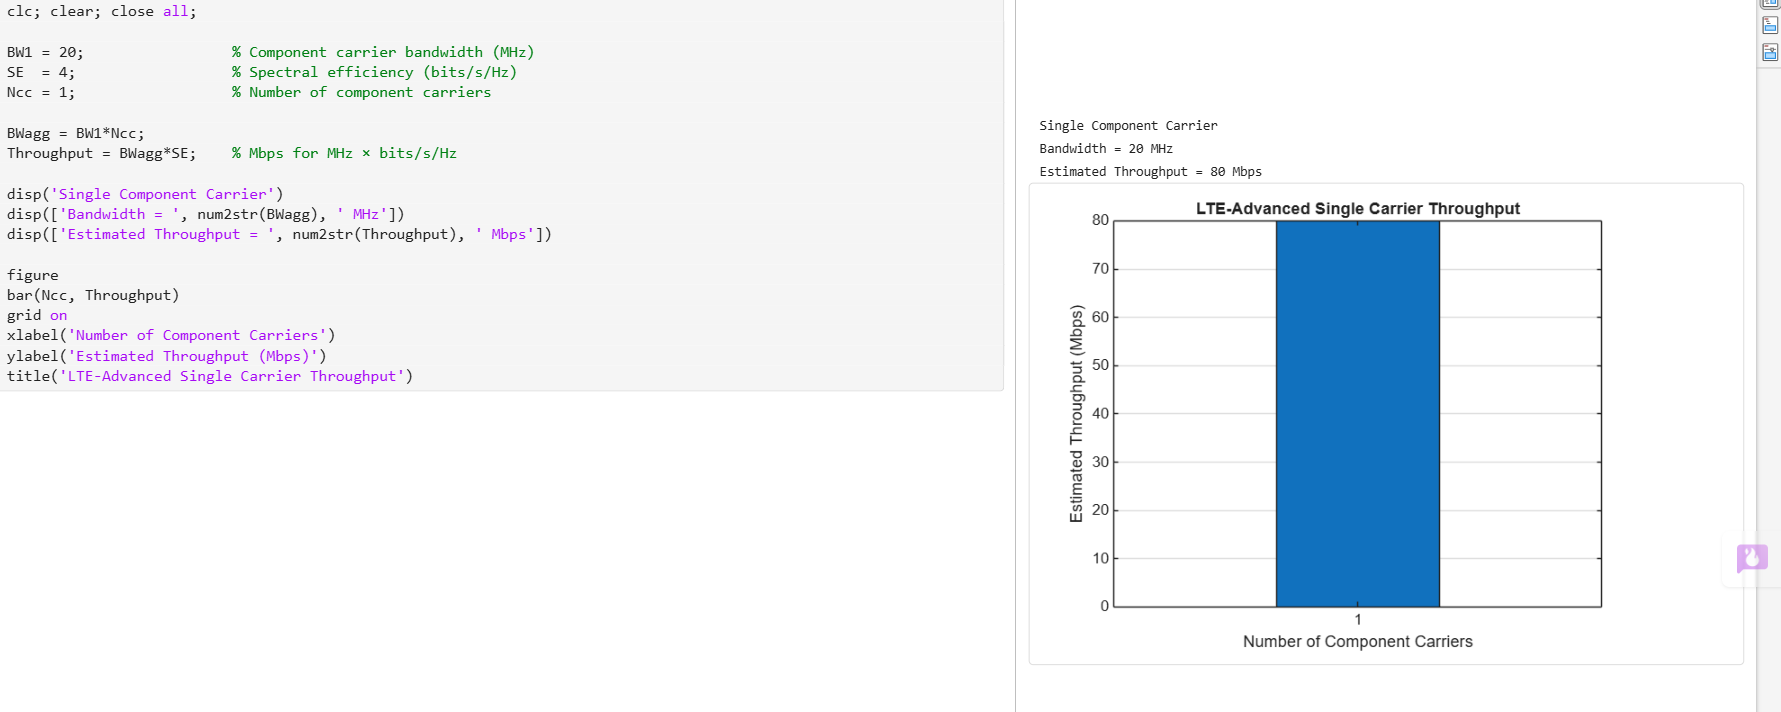 clc; clear; close all;
BW1 = 20; % Component carrier bandwidth (MHz)
SE = 4; % Spectral efficiency (bits/s/Hz)
Ncc = 1; % Number of component carriers
BWagg = BW1*Ncc;
Throughput = BWagg*SE; % Mbps for MHz × bits/s/Hz
disp('Single Component Carrier')
disp(['Bandwidth = ', num2str(BWagg), ' MHz'])
disp(['Estimated Throughput = ', num2str(Throughput), ' Mbps'])
figure
bar(Ncc, Throughput)
grid on
xlabel('Number of Component Carriers')
ylabel('Estimated Throughput (Mbps)')
title('LTE-Advanced Single Carrier Throughput')
Single Component Carrier
Bandwidth = 20 MHz
Estimated Throughput = 80 Mbps
LTE-Advanced Single Carrier Throughput
80
70
60
50
40
30
20
10
0
Estimated Throughput (Mbps)
1
Number of Component Carriers